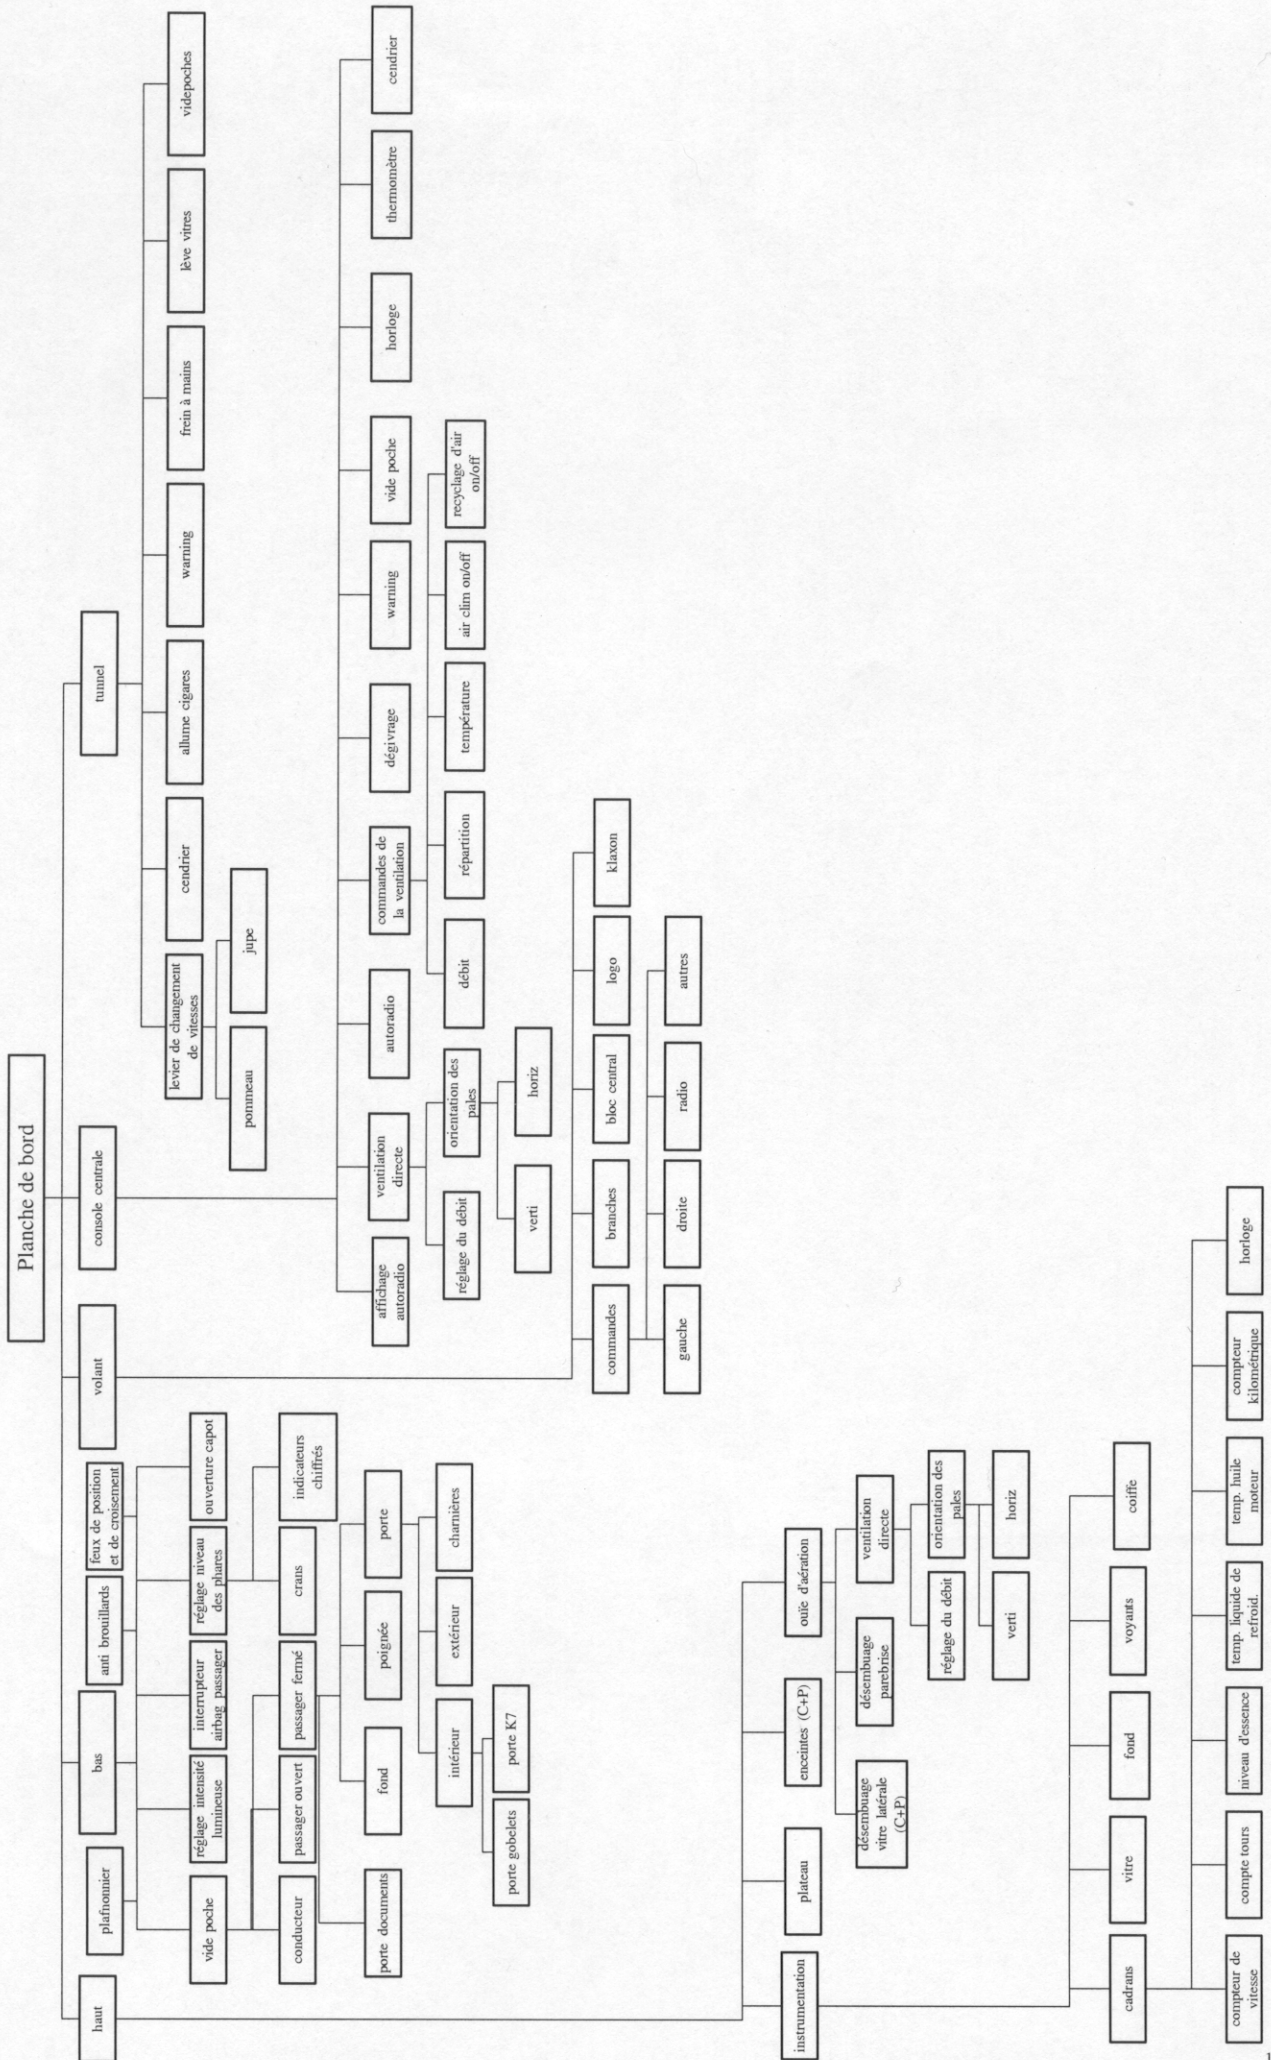 Planche de bord
haut
plafnonnier
bas
anti brouillards
feux de position
et de croisement
volant
console centrale
tunnel
levier de changement
de vitesses
cendrier
allume cigares
warning
frein à mains
lève vitres
videpoches
pommeau
jupe
affichage
autoradio
ventilation
directe
autoradio
commandes de
la ventilation
dégivrage
warning
vide poche
horloge
thermomètre
cendrier
réglage du débit
orientation des
pales
débit
répartition
température
air clim on/off
recyclage d'air
on/off
verti
horiz
commandes
branches
bloc central
logo
klaxon
gauche
droite
radio
autres
vide poche
réglage intensité
lumineuse
interrupteur
airbag passager
réglage niveau
des phares
ouverture capot
conducteur
passager ouvert
passager fermé
crans
indicateurs
chiffrés
porte documents
fond
poignée
porte
intérieur
extérieur
charnières
porte gobelets
porte K7
instrumentation
plateau
enceintes (C+P)
ouïe d'aération
désembuage
vitre latérale
(C+P)
désembuage
parebrise
ventilation
directe
réglage du débit
orientation des
pales
verti
horiz
cadrans
vitre
fond
voyants
coiffe
compteur de
vitesse
compte tours
niveau d'essence
temp. liquide de
refroid.
temp. huile
moteur
compteur
kilométrique
horloge